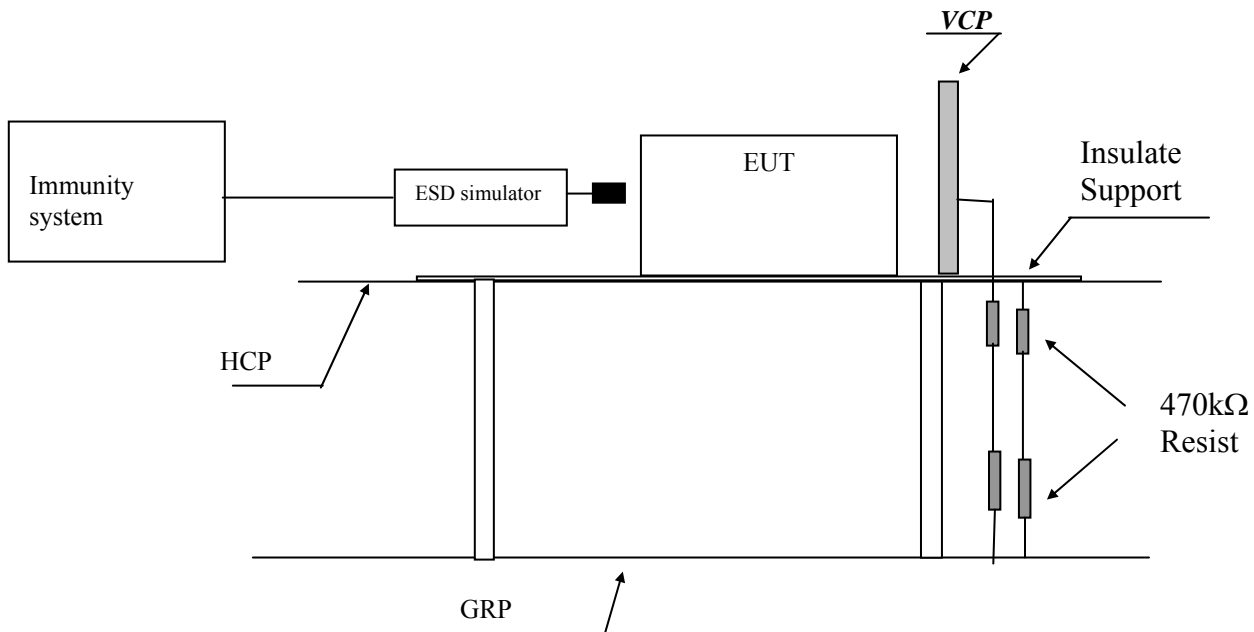 VCP
Immunity
system
ESD simulator
EUT
Insulate
Support
HCP
470kΩ
Resist
GRP